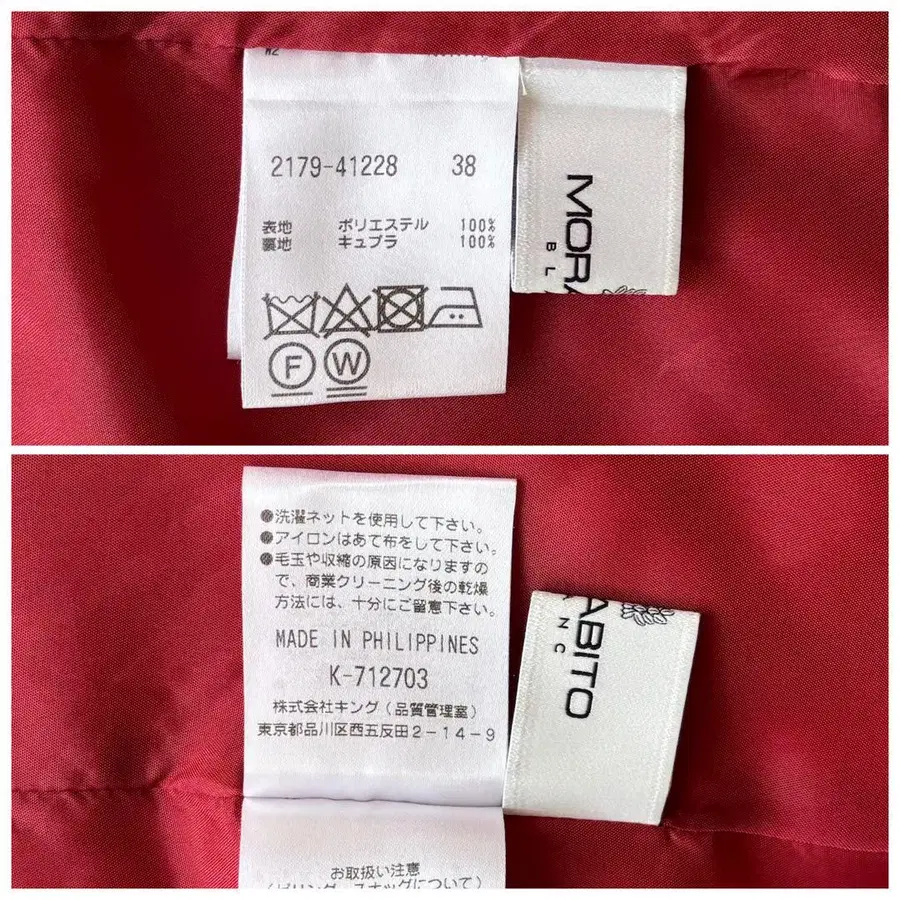 2179-41228 38
表地 ポリエステル 100%
裏地 キュプラ 100%
F W
MORA
BL
●洗濯ネットを使用して下さい。
●アイロンはあて布をして下さい。
●毛玉や収縮の原因になりますの
で、商業クリーニング後の乾燥
方法には、十分にご留意下さい。
MADE IN PHILIPPINES
K-712703
株式会社キング(品質管理室)
東京都品川区西五反田2-14-9
お取扱い注意
ABITO
NC